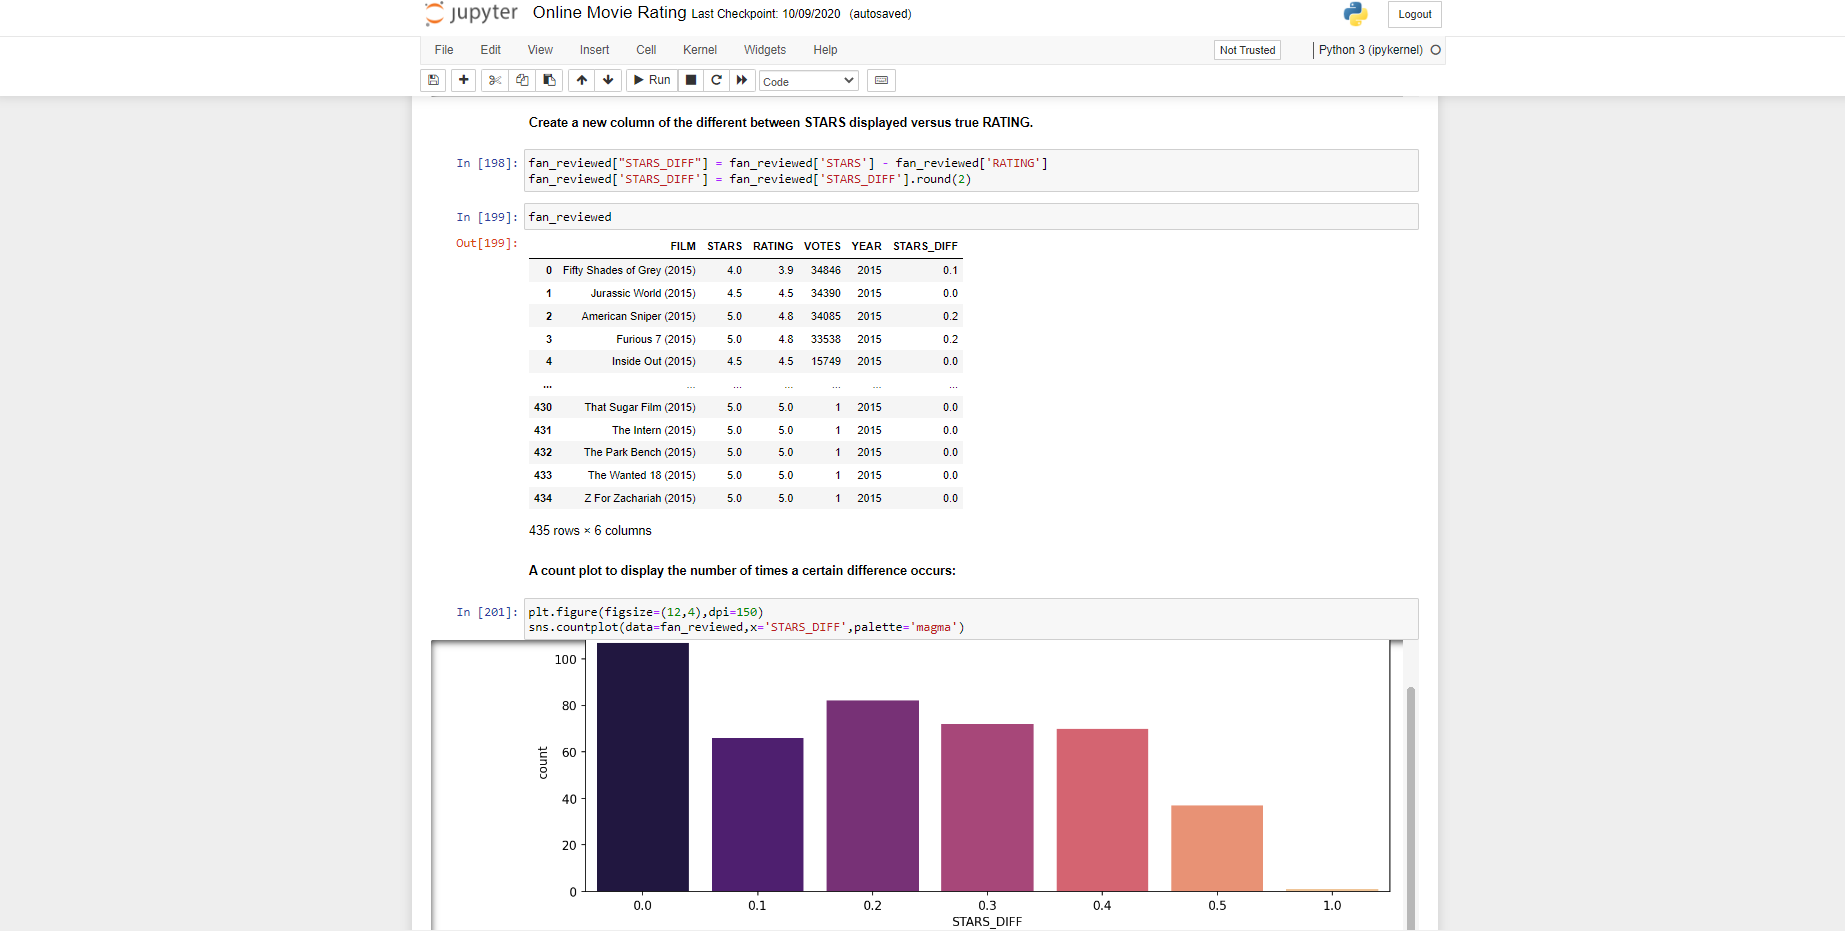 jupyter Online Movie Rating Last Checkpoint: 10/09/2020 (autosaved) Logout
File Edit View Insert Cell Kernel Widgets Help Not Trusted Python 3 (ipykernel)
Run Code
Create a new column of the different between STARS displayed versus true RATING.
In [198]: fan_reviewed["STARS_DIFF"] = fan_reviewed['STARS'] - fan_reviewed['RATING']
fan_reviewed['STARS_DIFF'] = fan_reviewed['STARS_DIFF'].round(2)
In [199]: fan_reviewed
Out[199]:
FILM STARS RATING VOTES YEAR STARS_DIFF
0 Fifty Shades of Grey (2015) 4.0 3.9 34846 2015 0.1
1 Jurassic World (2015) 4.5 4.5 34390 2015 0.0
2 American Sniper (2015) 5.0 4.8 34085 2015 0.2
3 Furious 7 (2015) 5.0 4.8 33538 2015 0.2
4 Inside Out (2015) 4.5 4.5 15749 2015 0.0
... ... ... ... ... ... ...
430 That Sugar Film (2015) 5.0 5.0 1 2015 0.0
431 The Intern (2015) 5.0 5.0 1 2015 0.0
432 The Park Bench (2015) 5.0 5.0 1 2015 0.0
433 The Wanted 18 (2015) 5.0 5.0 1 2015 0.0
434 Z For Zachariah (2015) 5.0 5.0 1 2015 0.0
435 rows × 6 columns
A count plot to display the number of times a certain difference occurs:
In [201]: plt.figure(figsize=(12,4),dpi=150)
sns.countplot(data=fan_reviewed,x='STARS_DIFF',palette='magma')
100
80
60
count
40
20
0
0.0 0.1 0.2 0.3 0.4 0.5 1.0
STARS_DIFF